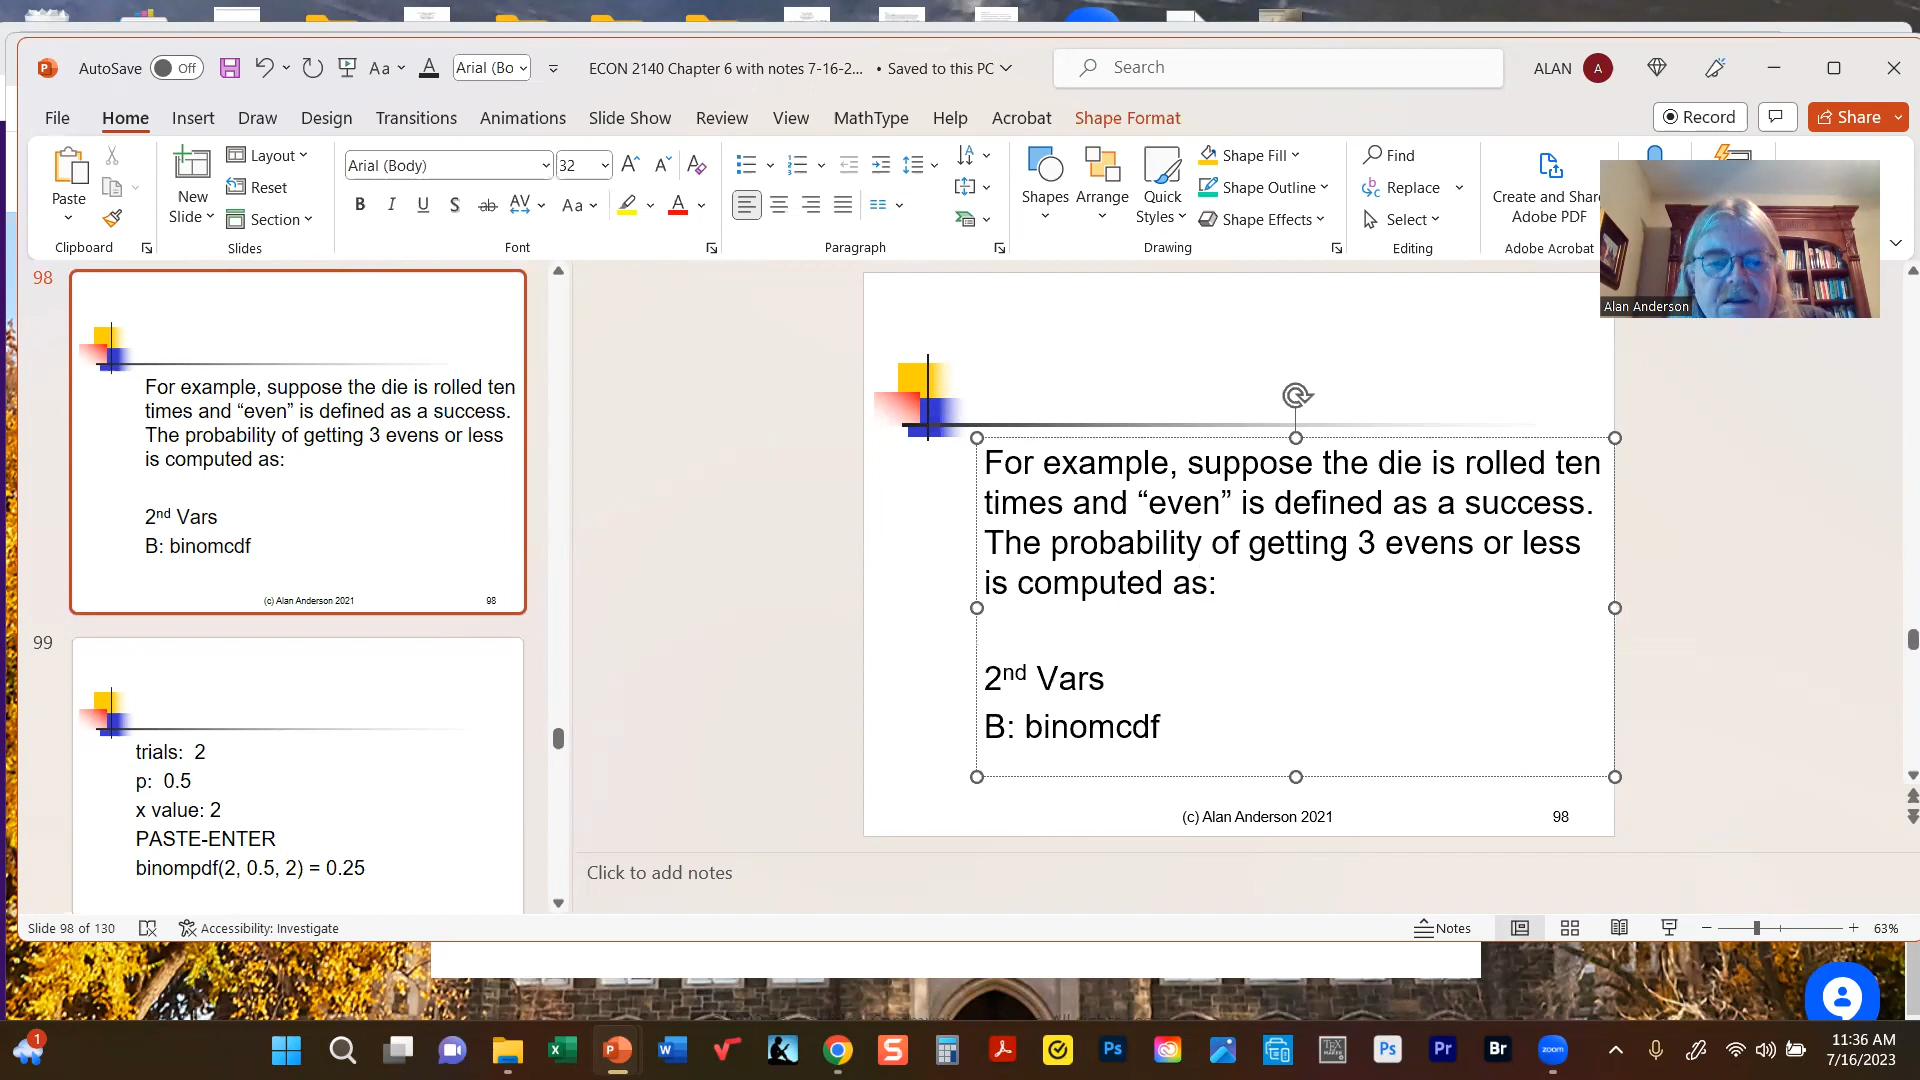 AutoSave Off
Arial (Bo
ECON 2140 Chapter 6 with notes 7-16-2... • Saved to this PC
Search
ALAN A
File Home Insert Draw Design Transitions Animations Slide Show Review View MathType Help Acrobat Shape Format
Record
Share
Paste
Clipboard
New
Slide
Layout
Reset
Section
Slides
Arial (Body)
32
Font
Paragraph
Shapes
Arrange
Quick
Styles
Shape Fill
Shape Outline
Shape Effects
Drawing
Find
Replace
Select
Editing
Create and Share
Adobe PDF
Adobe Acrobat
Alan Anderson
98
For example, suppose the die is rolled ten
times and “even” is defined as a success.
The probability of getting 3 evens or less
is computed as:
2nd Vars
B: binomcdf
(c) Alan Anderson 2021
98
99
trials: 2
p: 0.5
x value: 2
PASTE-ENTER
binompdf(2, 0.5, 2) = 0.25
For example, suppose the die is rolled ten
times and “even” is defined as a success.
The probability of getting 3 evens or less
is computed as:
2nd Vars
B: binomcdf
(c) Alan Anderson 2021
98
Click to add notes
Slide 98 of 130
Accessibility: Investigate
Notes
63%
1
zoom
Ps
Ps
Pr
Br
11:36 AM
7/16/2023